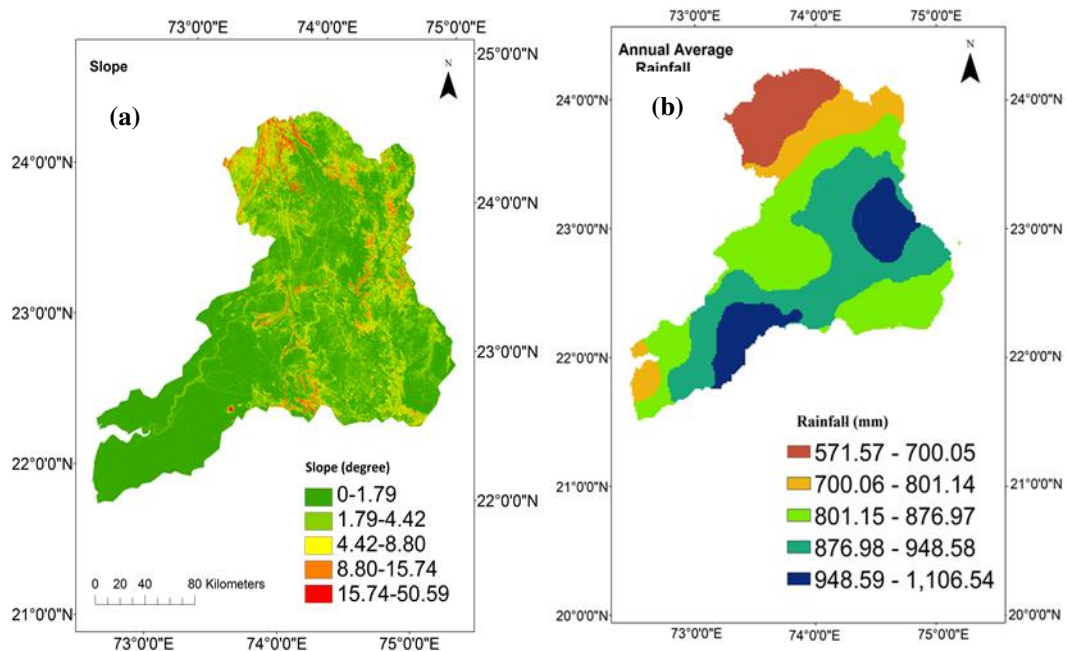 73°0'0"E 74°0'0"E 75°0'0"E
25°0'0"N
Slope
N
(a)
24°0'0"N
24°0'0"N
23°0'0"N
23°0'0"N
22°0'0"N
22°0'0"N
Slope (degree)
0-1.79
1.79-4.42
4.42-8.80
8.80-15.74
15.74-50.59
0 20 40 80 Kilometers
21°0'0"N
73°0'0"E 74°0'0"E 75°0'0"E
73°0'0"E 74°0'0"E 75°0'0"E
Annual Average
Rainfall
N
(b)
24°0'0"N
24°0'0"N
23°0'0"N
23°0'0"N
22°0'0"N
22°0'0"N
Rainfall (mm)
571.57 - 700.05
700.06 - 801.14
801.15 - 876.97
876.98 - 948.58
948.59 - 1,106.54
21°0'0"N
21°0'0"N
20°0'0"N
20°0'0"N
73°0'0"E 74°0'0"E 75°0'0"E